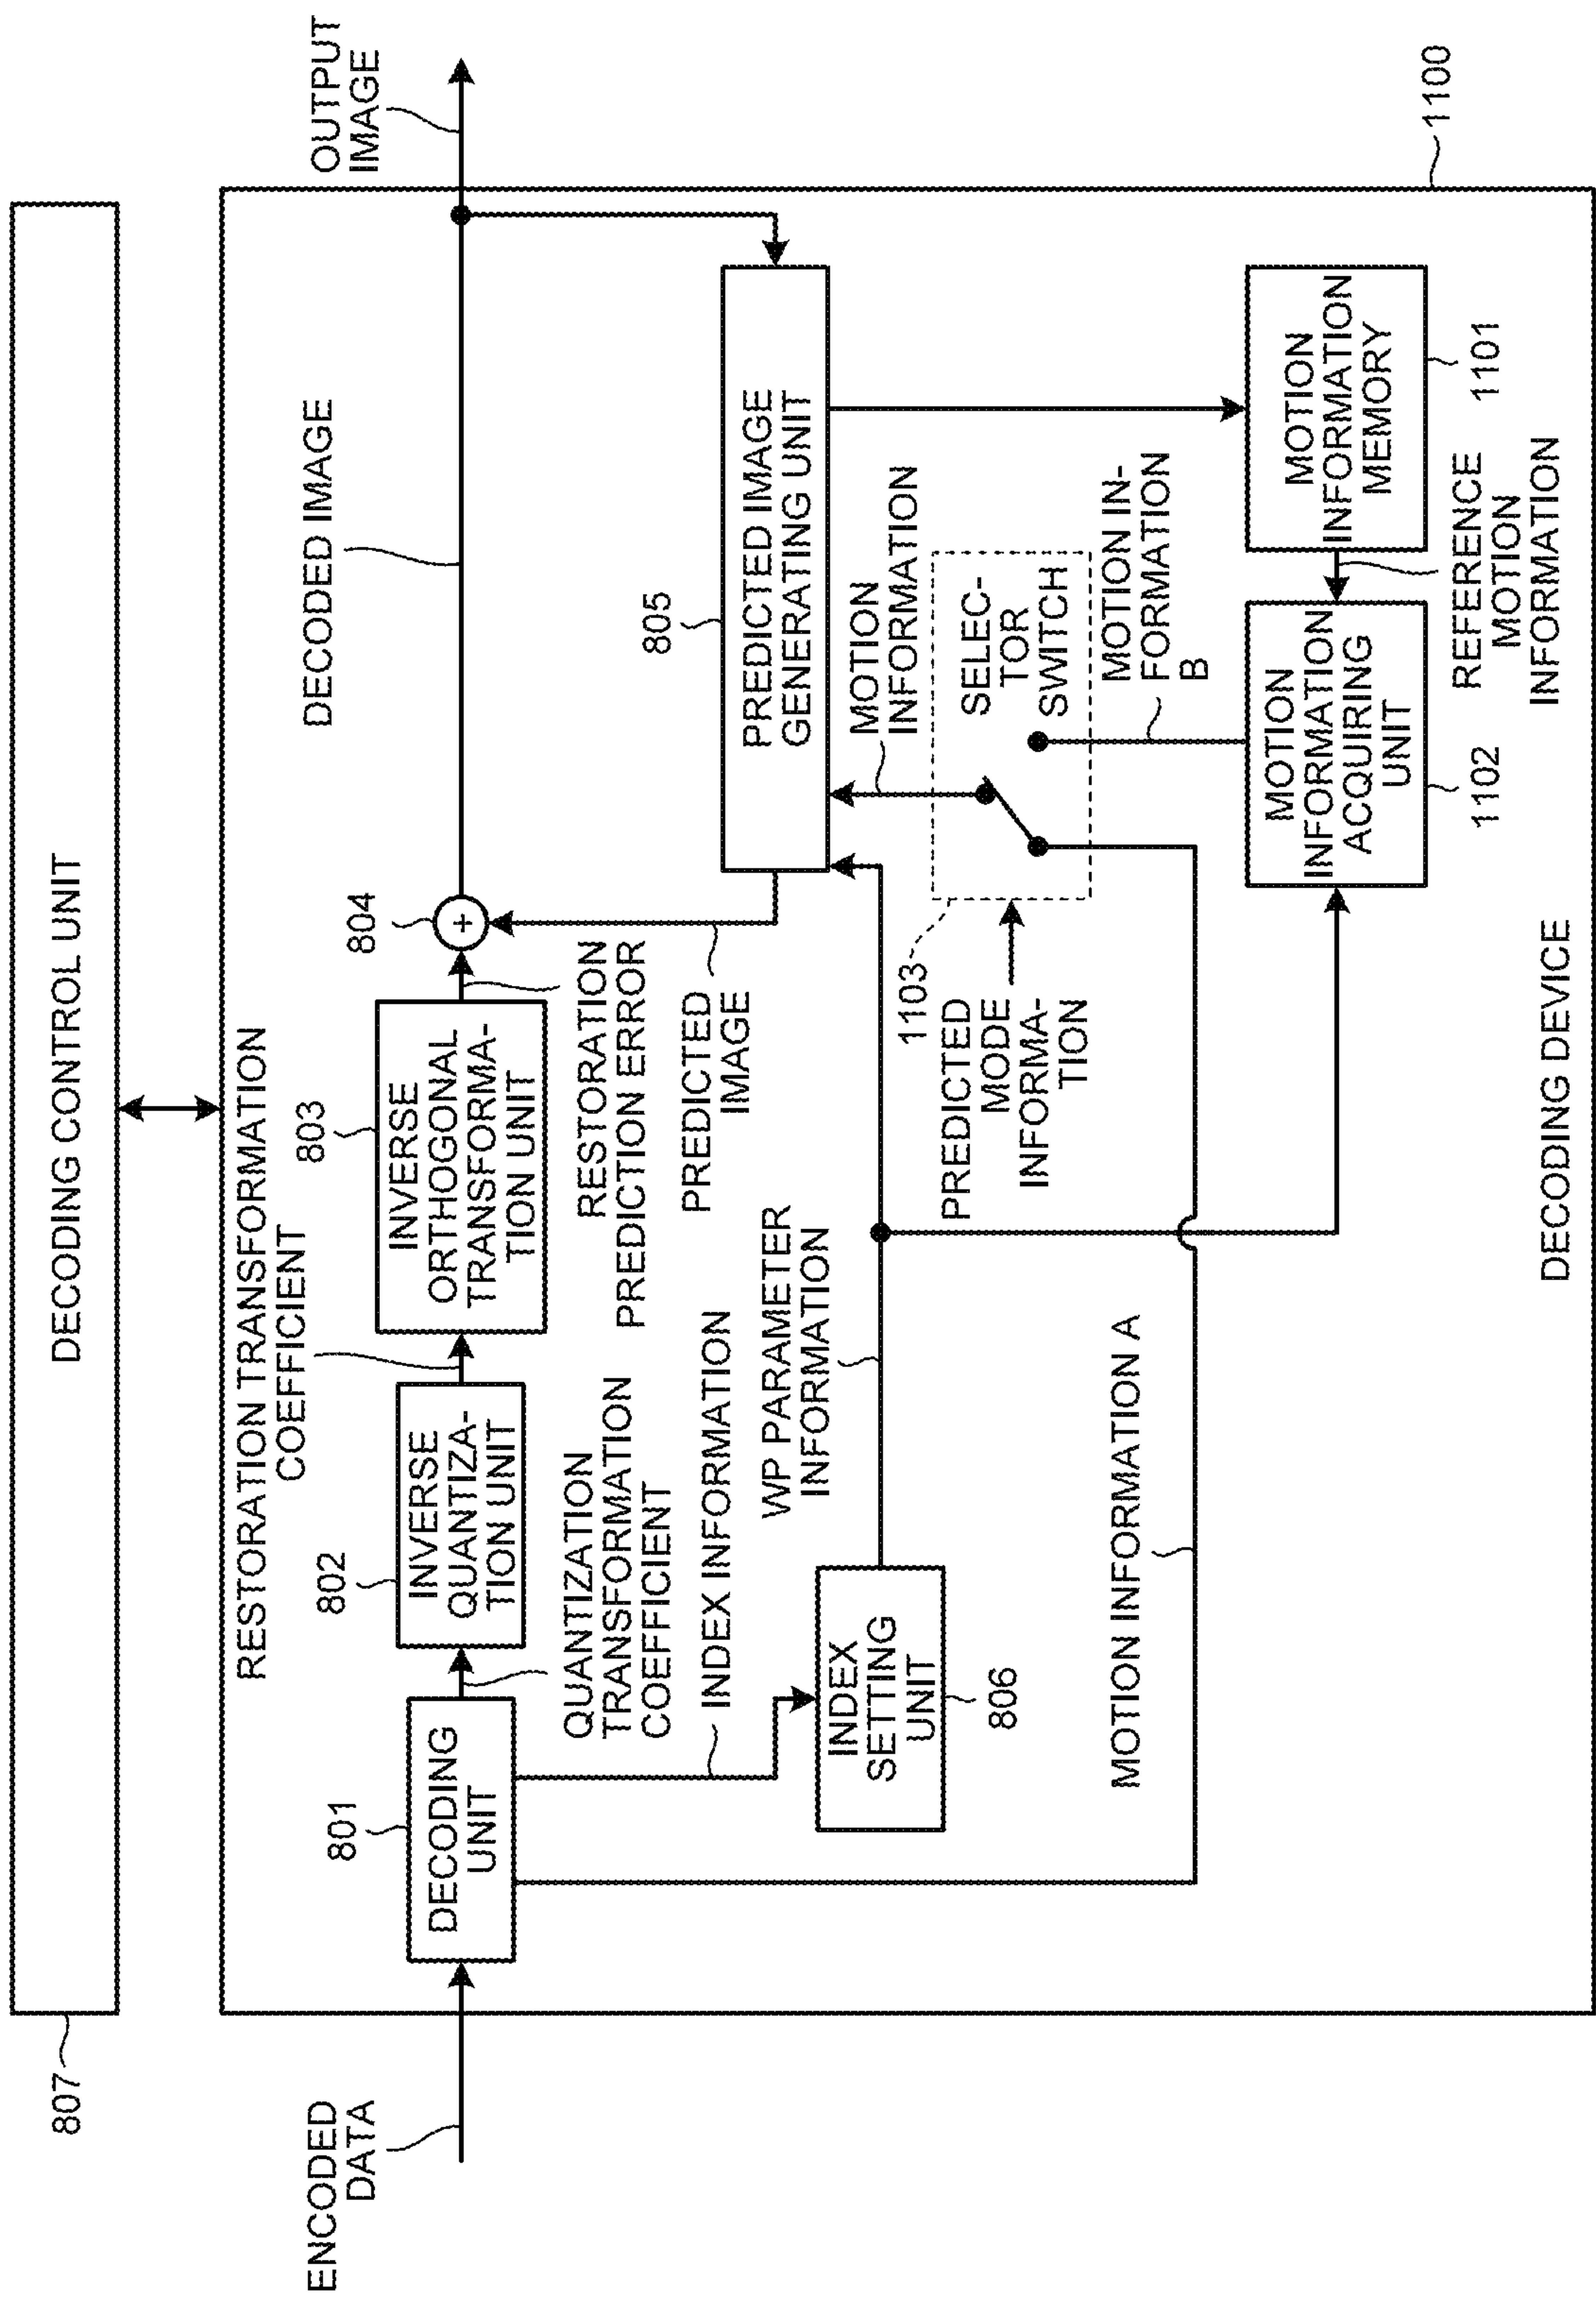 807
DECODING CONTROL UNIT
ENCODED
DATA
RESTORATION TRANSFORMATION
COEFFICIENT
801
DECODING
UNIT
QUANTIZATION
TRANSFORMATION
COEFFICIENT
802
INVERSE
QUANTIZA-
TION UNIT
803
INVERSE
ORTHOGONAL
TRANSFORMA-
TION UNIT
RESTORATION
PREDICTION ERROR
804
+
DECODED IMAGE
OUTPUT
IMAGE
INDEX INFORMATION
PREDICTED
IMAGE
805
PREDICTED IMAGE
GENERATING UNIT
INDEX
SETTING
UNIT
806
WP PARAMETER
INFORMATION
MOTION
INFORMATION
1103
PREDICTED
MODE
INFORMA-
TION
SELEC-
TOR
SWITCH
MOTION INFORMATION A
MOTION IN-
FORMATION
B
MOTION
INFORMATION
ACQUIRING
UNIT
1102
MOTION
INFORMATION
MEMORY
1101
REFERENCE
MOTION
INFORMATION
DECODING DEVICE
1100